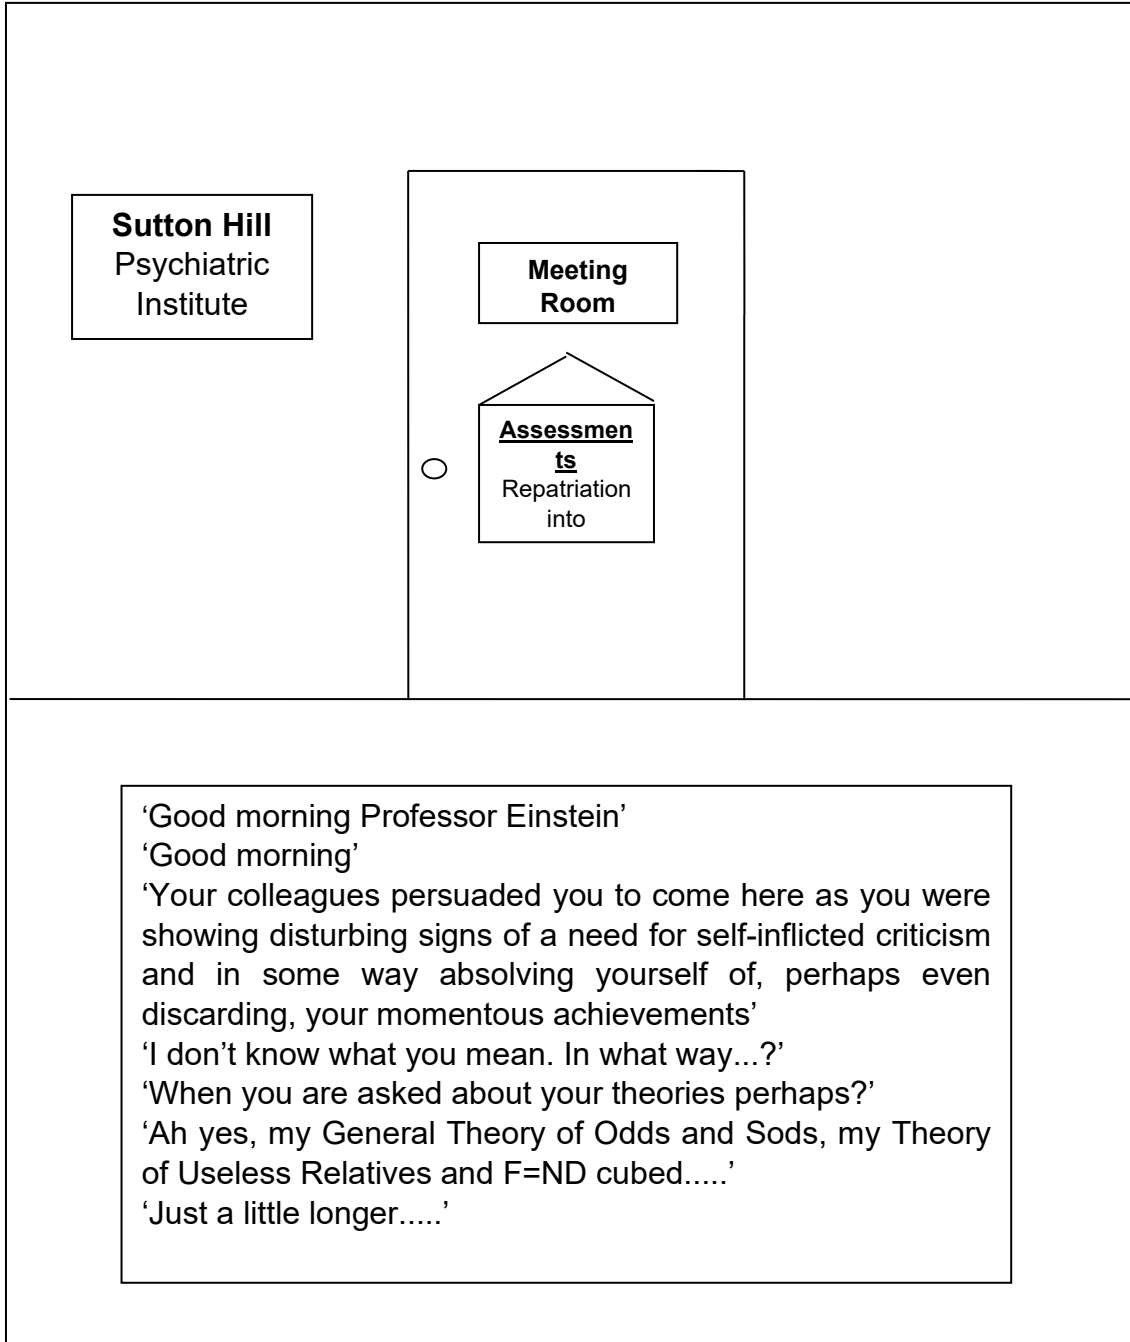 Sutton Hill
Psychiatric
Institute
Meeting
Room
Assessmen
ts
Repatriation
into
‘Good morning Professor Einstein’
‘Good morning’
‘Your colleagues persuaded you to come here as you were
showing disturbing signs of a need for self-inflicted criticism
and in some way absolving yourself of, perhaps even
discarding, your momentous achievements’
‘I don’t know what you mean. In what way...?’
‘When you are asked about your theories perhaps?’
‘Ah yes, my General Theory of Odds and Sods, my Theory
of Useless Relatives and F=ND cubed.....’
‘Just a little longer.....’